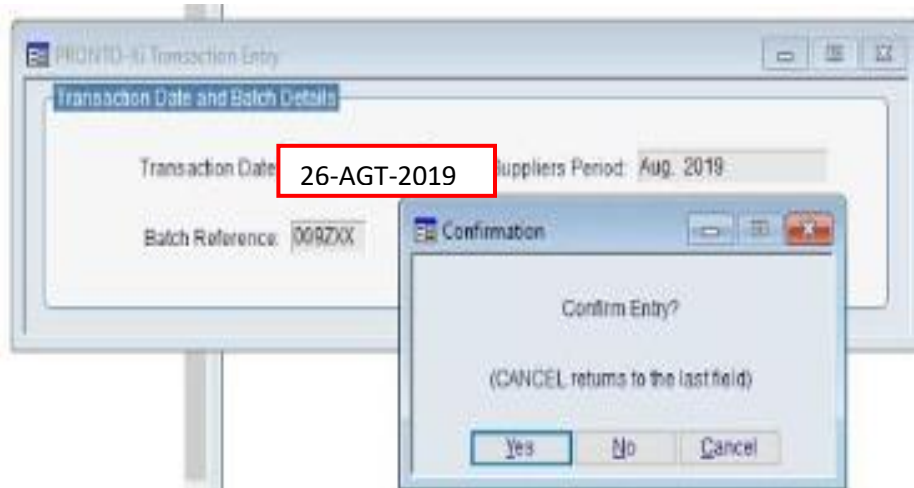 PRONTO-Xi Transaction Entry
Transaction Date and Batch Details
Transaction Date 26-AGT-2019 Suppliers Period: Aug. 2019
Batch Reference: 009ZXX
Confirmation
Confirm Entry?
(CANCEL returns to the last field)
Yes No Cancel